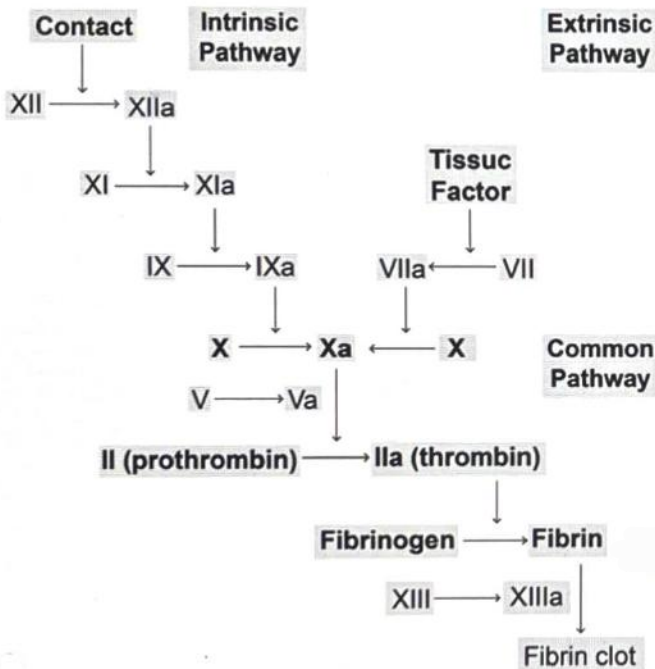 Contact
Intrinsic
Pathway
Extrinsic
Pathway
XII XIIa
XI XIa
Tissuc
Factor
IX IXa VIIa VII
X Xa X
Common
Pathway
V Va
II (prothrombin) IIa (thrombin)
Fibrinogen Fibrin
XIII XIIIa
Fibrin clot